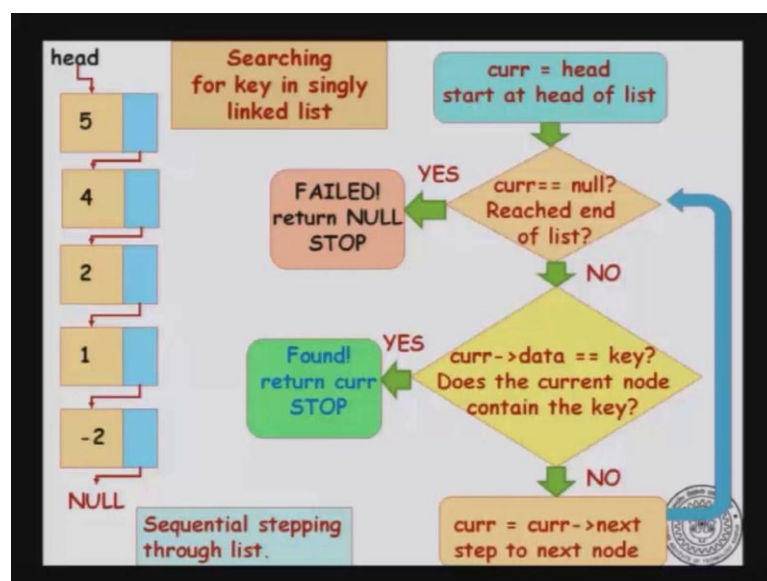 head
5
4
2
1
-2
NULL
Searching
for key in singly
linked list
curr = head
start at head of list
curr== null?
Reached end
of list?
YES
FAILED!
return NULL
STOP
NO
curr->data == key?
Does the current node
contain the key?
YES
Found!
return curr
STOP
NO
curr = curr->next
step to next node
Sequential stepping
through list.